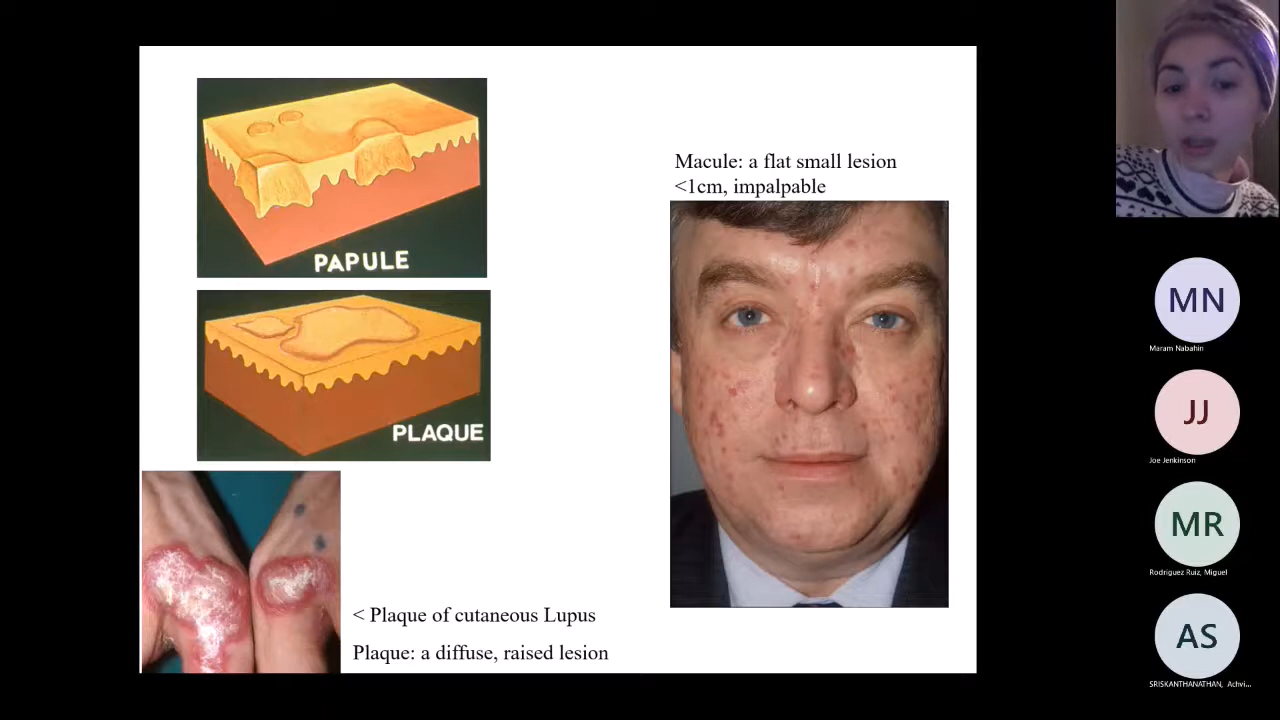 PAPULE
PLAQUE
< Plaque of cutaneous Lupus
Plaque: a diffuse, raised lesion
Macule: a flat small lesion
<1cm, impalpable
MN
Maram Nabahin
JJ
Joe Jenkinson
MR
Rodriguez Ruiz, Miguel
AS
SRISKANTHANATHAN, Achvi...